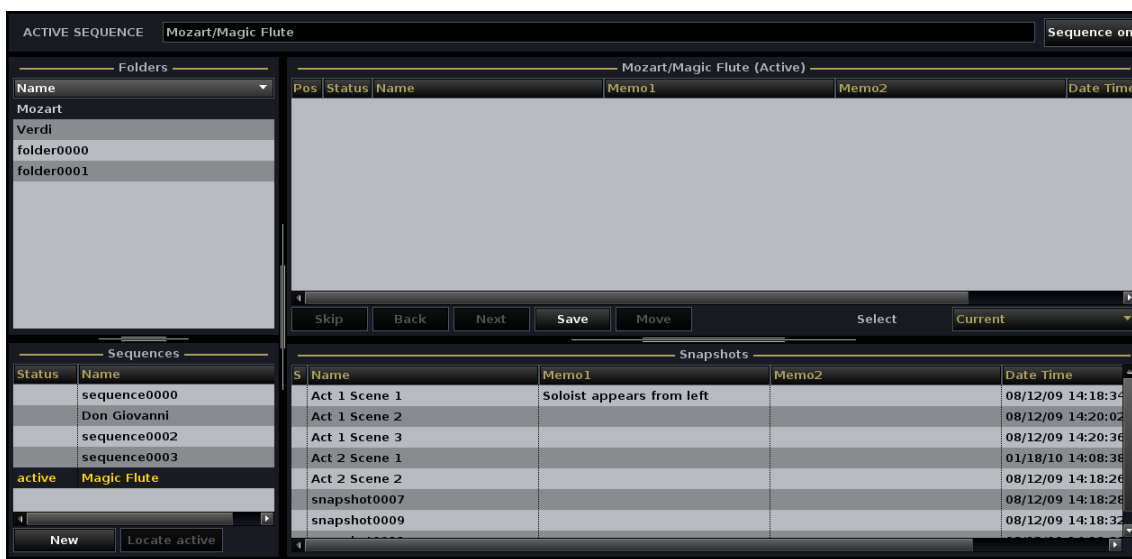 ACTIVE SEQUENCE Mozart/Magic Flute Sequence on
Folders
Name
Mozart
Verdi
folder0000
folder0001
Mozart/Magic Flute (Active)
Pos Status Name Memo1 Memo2 Date Time
Skip Back Next Save Move Select Current
Sequences
Status Name
sequence0000
Don Giovanni
sequence0002
sequence0003
active Magic Flute
New Locate active
Snapshots
S Name Memo1 Memo2 Date Time
Act 1 Scene 1 Soloist appears from left 08/12/09 14:18:34
Act 1 Scene 2 08/12/09 14:20:02
Act 1 Scene 3 08/12/09 14:20:36
Act 2 Scene 1 01/18/10 14:08:38
Act 2 Scene 2 08/12/09 14:18:26
snapshot0007 08/12/09 14:18:28
snapshot0009 08/12/09 14:18:32